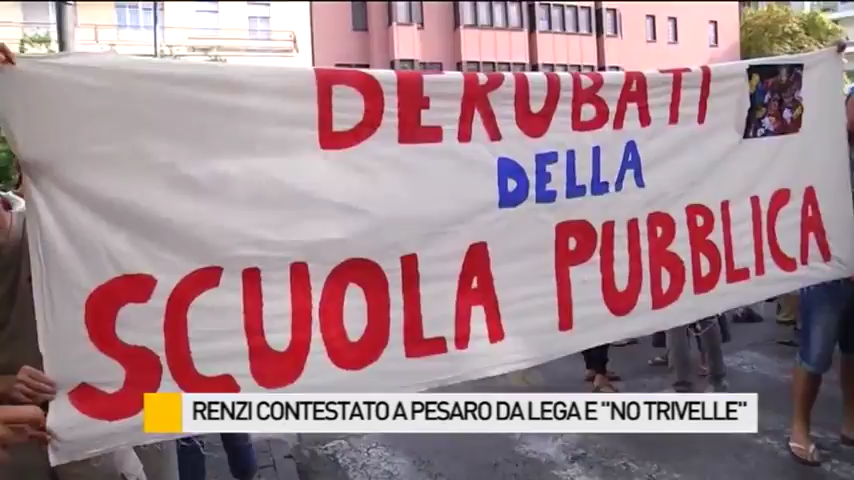 DERUBATI
DELLA
SCUOLA PUBBLICA
RENZI CONTESTATO A PESARO DA LEGA E "NO TRIVELLE"